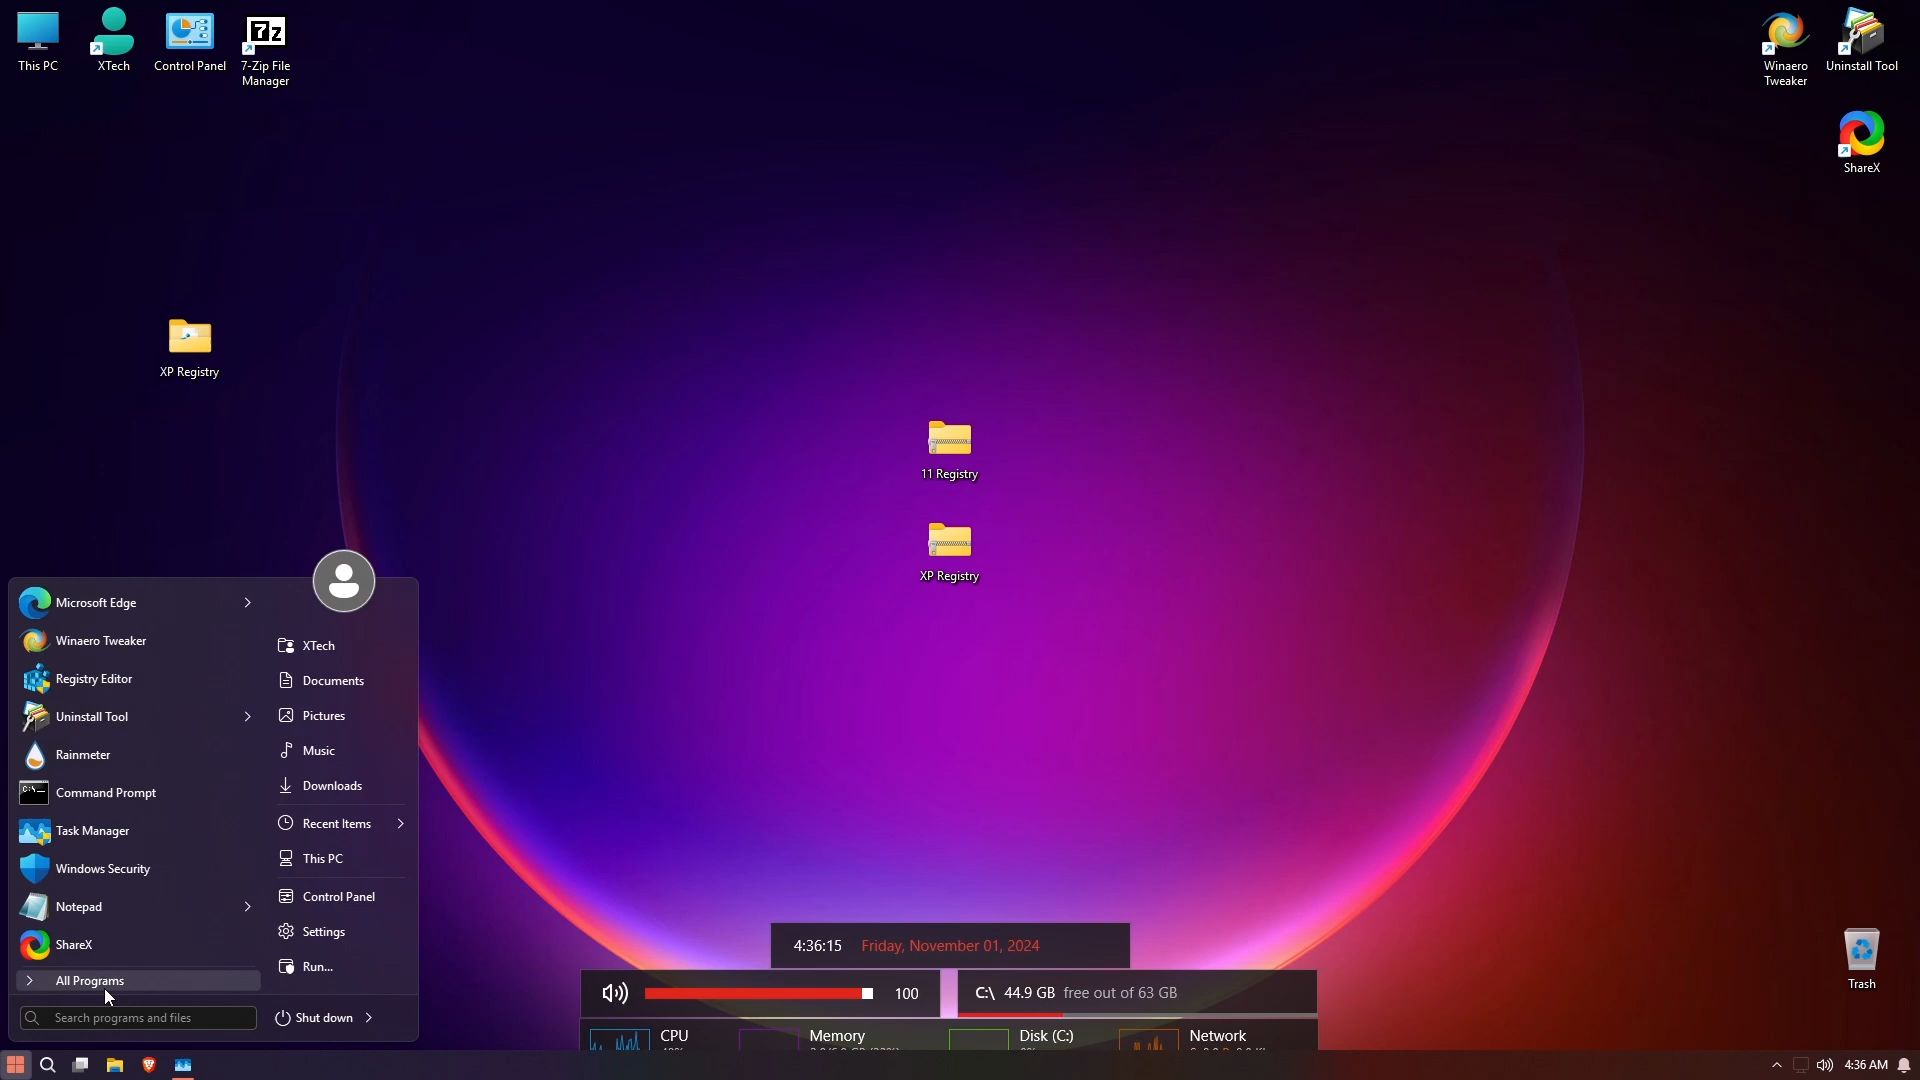 This PC
XTech
Control Panel
7-Zip File
Manager
Winaero
Tweaker
Uninstall Tool
ShareX
XP Registry
11 Registry
XP Registry
Microsoft Edge
Winaero Tweaker
Registry Editor
Uninstall Tool
Rainmeter
Command Prompt
Task Manager
Windows Security
Notepad
ShareX
All Programs
Search programs and files
XTech
Documents
Pictures
Music
Downloads
Recent Items
This PC
Control Panel
Settings
Run...
Shut down
4:36:15 Friday, November 01, 2024
100
C:\ 44.9 GB free out of 63 GB
CPU
Memory
Disk (C:)
Network
Trash
4:36 AM